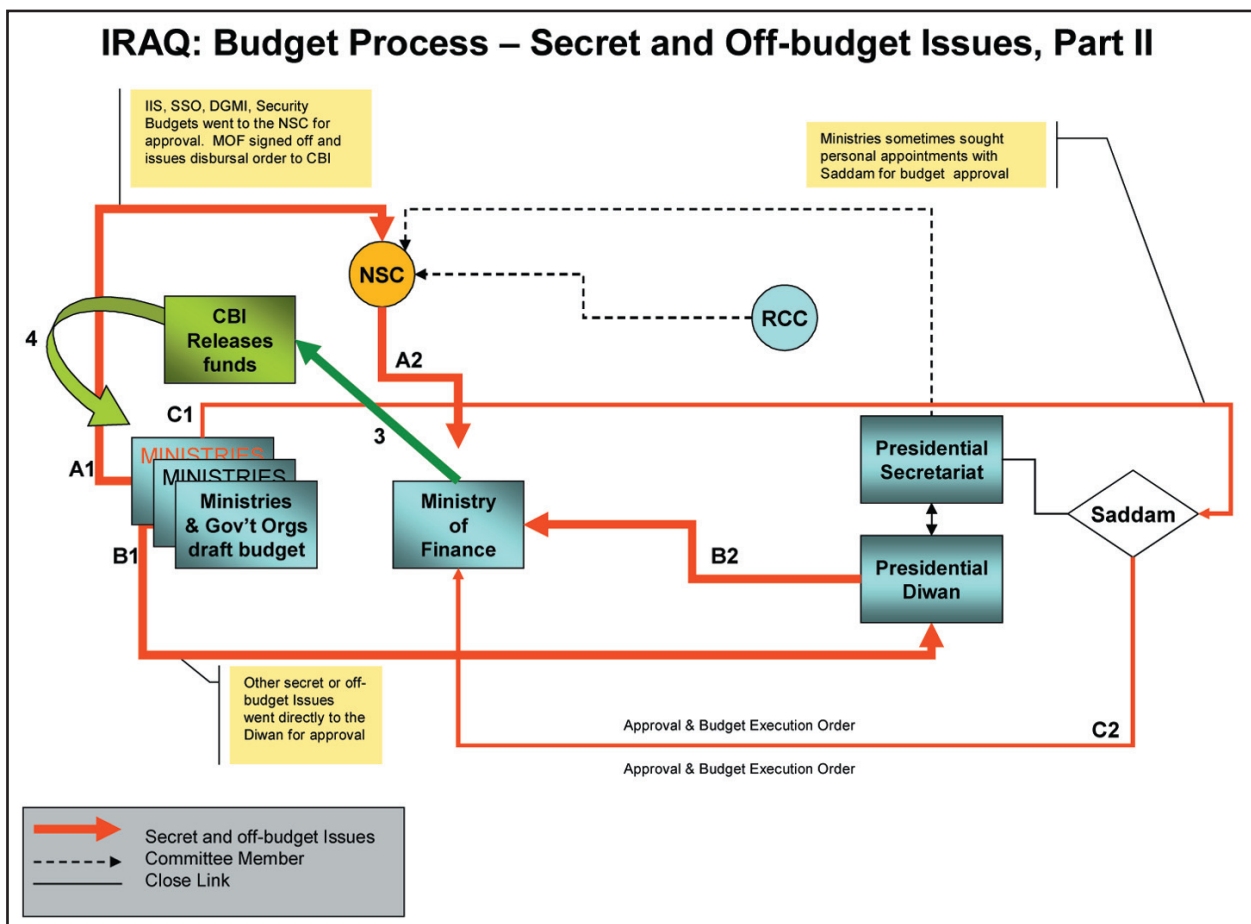 IRAQ: Budget Process – Secret and Off-budget Issues, Part II
IIS, SSO, DGMI, Security
Budgets went to the NSC for
approval.  MOF signed off and
issues disbursal order to CBI
Ministries sometimes sought
personal appointments with
Saddam for budget  approval
NSC
RCC
CBI
Releases
funds
4
A2
C1
3
A1
MINISTRIES
MINISTRIES
Ministries
& Gov’t Orgs
draft budget
Ministry
of
Finance
Presidential
Secretariat
Saddam
B1
B2
Presidential
Diwan
Other secret or off-
budget Issues
went directly to the
Diwan for approval
Approval & Budget Execution Order
C2
Approval & Budget Execution Order
Secret and off-budget Issues
Committee Member
Close Link